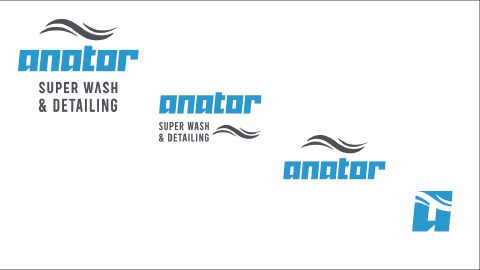 anator
SUPER WASH
& DETAILING
anator
SUPER WASH
& DETAILING
anator
a